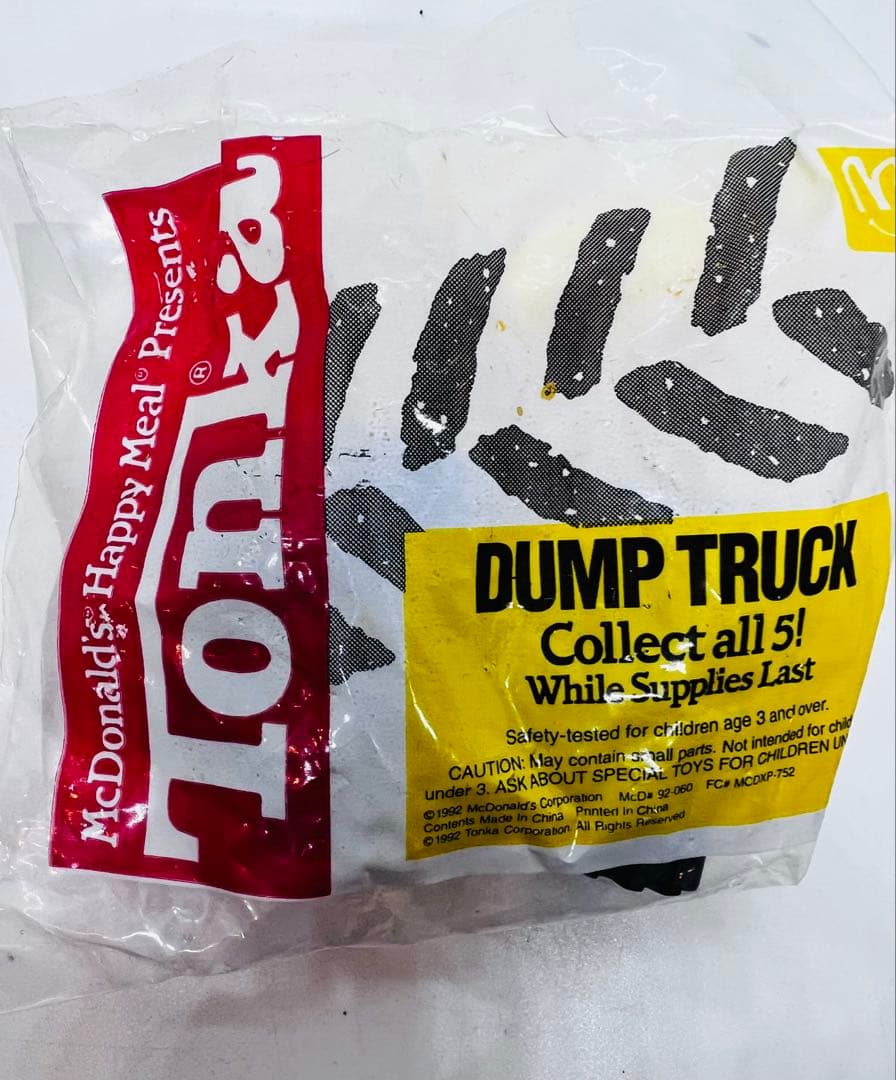 McDonald's® Happy Meal® Presents
Tonka®
DUMP TRUCK
Collect all 5!
While Supplies Last
Safety-tested for children age 3 and over.
CAUTION: May contain small parts. Not intended for child
under 3. ASK ABOUT SPECIAL TOYS FOR CHILDREN UN
©1992 McDonald's Corporation McD# 92-060 FC# MCDXP-752
Contents Made In China Printed In China
©1992 Tonka Corporation. All Rights Reserved